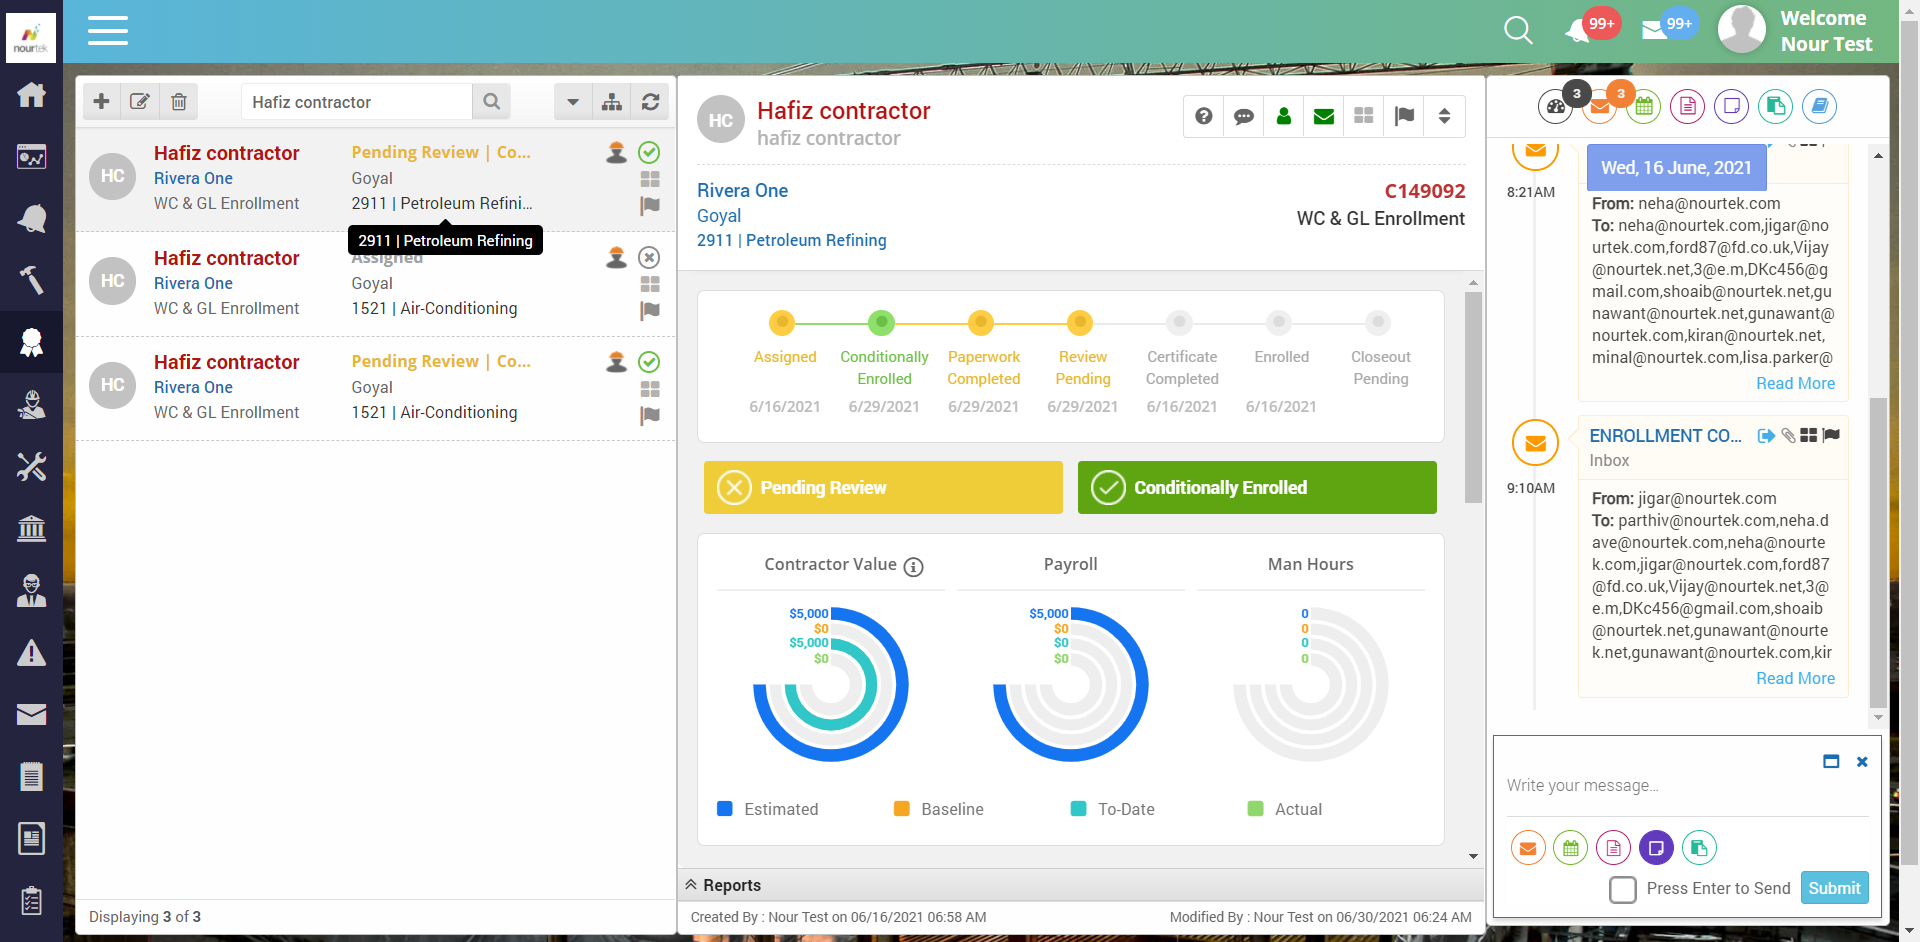 nourtek
99+
99+
Welcome
Nour Test
Hafiz contractor
HC
Hafiz contractor
Pending Review | Co...
Rivera One
Goyal
WC & GL Enrollment
2911 | Petroleum Refini...
2911 | Petroleum Refining
HC
Hafiz contractor
Assigned
Rivera One
Goyal
WC & GL Enrollment
1521 | Air-Conditioning
HC
Hafiz contractor
Pending Review | Co...
Rivera One
Goyal
WC & GL Enrollment
1521 | Air-Conditioning
Displaying 3 of 3
HC
Hafiz contractor
hafiz contractor
Rivera One
C149092
Goyal
WC & GL Enrollment
2911 | Petroleum Refining
Assigned
6/16/2021
Conditionally
Enrolled
6/29/2021
Paperwork
Completed
6/29/2021
Review
Pending
6/29/2021
Certificate
Completed
6/16/2021
Enrolled
6/16/2021
Closeout
Pending
Pending Review
Conditionally Enrolled
Contractor Value
$5,000
$0
$5,000
$0
Payroll
$5,000
$0
$0
$0
Man Hours
0
0
0
0
Estimated
Baseline
To-Date
Actual
Reports
Created By : Nour Test on 06/16/2021 06:58 AM
Modified By : Nour Test on 06/30/2021 06:24 AM
3
3
Wed, 16 June, 2021
8:21AM
From: neha@nourtek.com
To: neha@nourtek.com,jigar@no
urtek.com,ford87@fd.co.uk,Vijay
@nourtek.net,3@e.m,DKc456@g
mail.com,shoaib@nourtek.net,gu
nawant@nourtek.net,gunawant@
nourtek.com,kiran@nourtek.net,
minal@nourtek.com,lisa.parker@
Read More
ENROLLMENT CO...
Inbox
9:10AM
From: jigar@nourtek.com
To: parthiv@nourtek.com,neha.d
ave@nourtek.com,neha@nourte
k.com,jigar@nourtek.com,ford87
@fd.co.uk,Vijay@nourtek.net,3@
e.m,DKc456@gmail.com,shoaib
@nourtek.net,gunawant@nourte
k.net,gunawant@nourtek.com,kir
Read More
Write your message...
Press Enter to Send
Submit